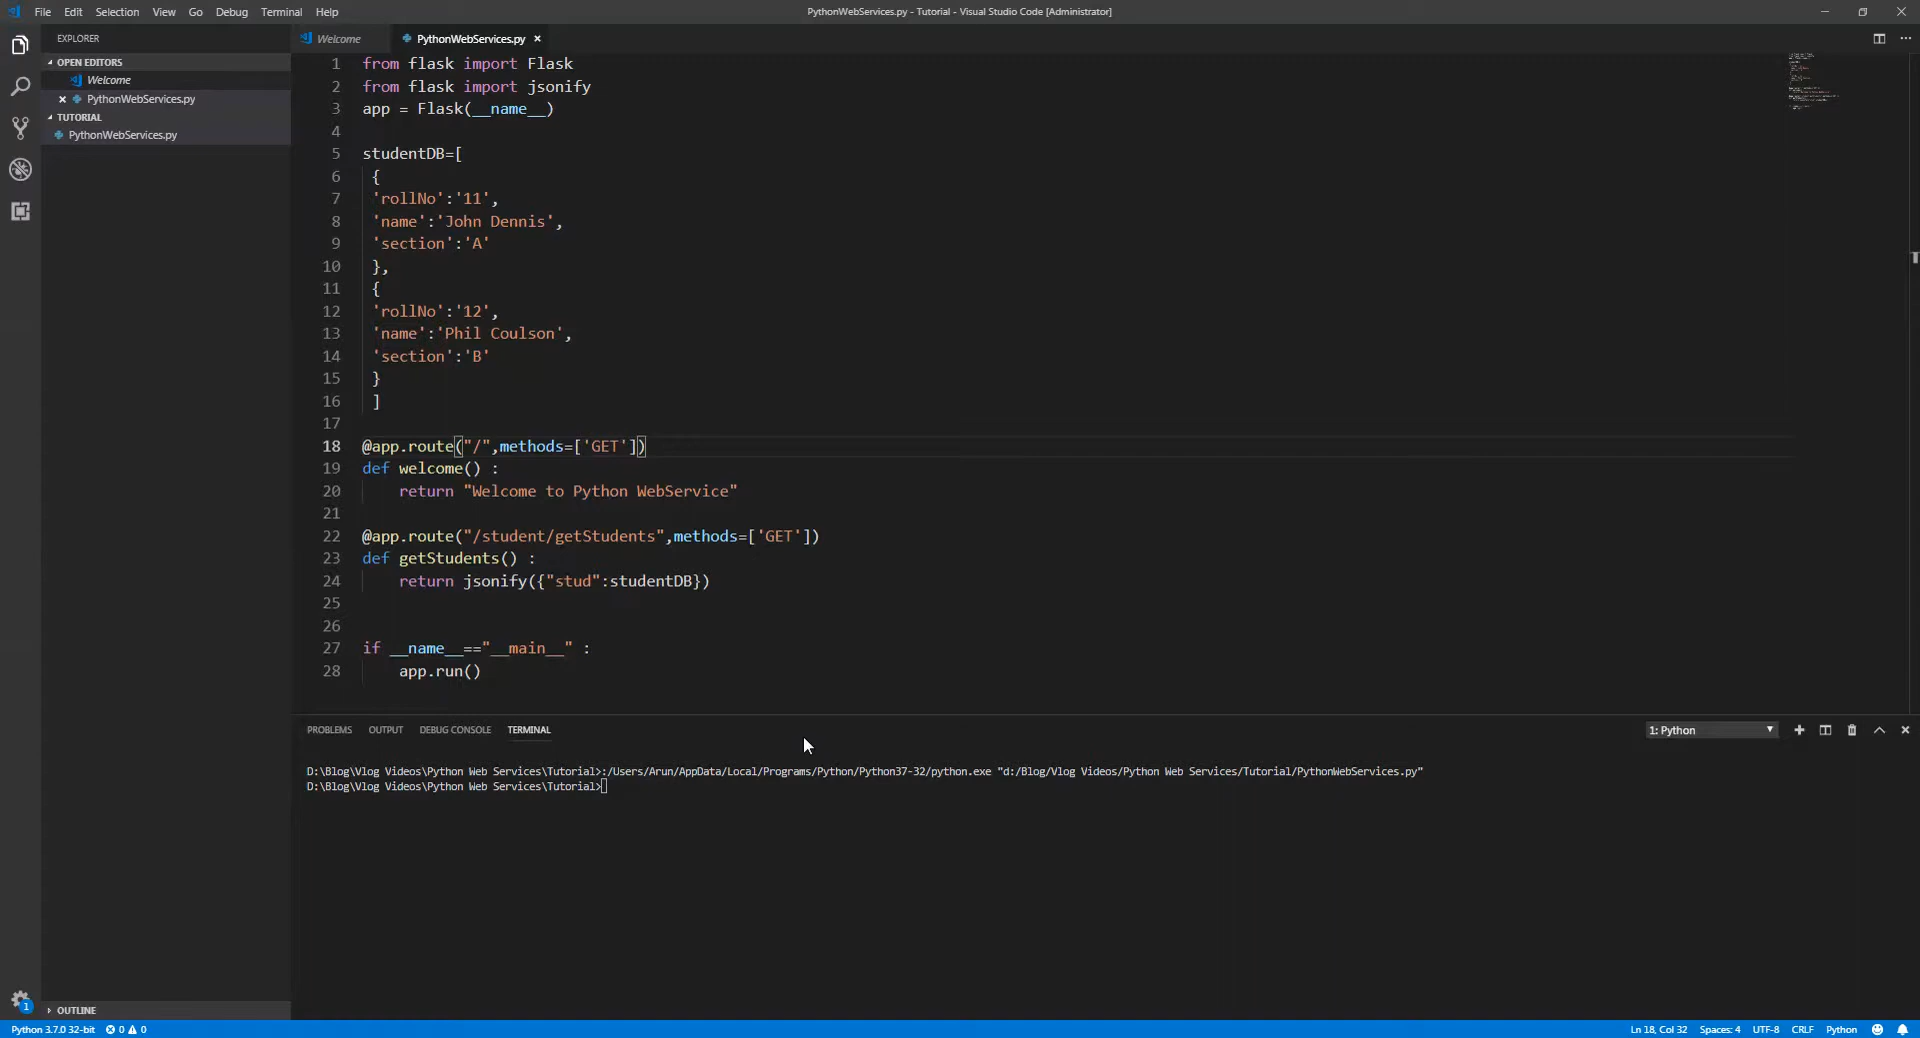 File Edit Selection View Go Debug Terminal Help
PythonWebServices.py - Tutorial - Visual Studio Code [Administrator]
EXPLORER
OPEN EDITORS
Welcome
PythonWebServices.py
TUTORIAL
PythonWebServices.py
OUTLINE
Welcome PythonWebServices.py
1 from flask import Flask
2 from flask import jsonify
3 app = Flask(__name__)
4
5 studentDB=[
6 {
7 'rollNo':'11',
8 'name':'John Dennis',
9 'section':'A'
10 },
11 {
12 'rollNo':'12',
13 'name':'Phil Coulson',
14 'section':'B'
15 }
16 ]
17
18 @app.route("/",methods=['GET'])
19 def welcome() :
20 return "Welcome to Python WebService"
21
22 @app.route("/student/getStudents",methods=['GET'])
23 def getStudents() :
24 return jsonify({"stud":studentDB})
25
26
27 if __name__=="__main__" :
28 app.run()
PROBLEMS OUTPUT DEBUG CONSOLE TERMINAL
1: Python
D:\Blog\Vlog Videos\Python Web Services\Tutorial>:/Users/Arun/AppData/Local/Programs/Python/Python37-32/python.exe "d:/Blog/Vlog Videos/Python Web Services/Tutorial/PythonWebServices.py"
D:\Blog\Vlog Videos\Python Web Services\Tutorial>
1
Python 3.7.0 32-bit 0 0
Ln 18, Col 32 Spaces: 4 UTF-8 CRLF Python